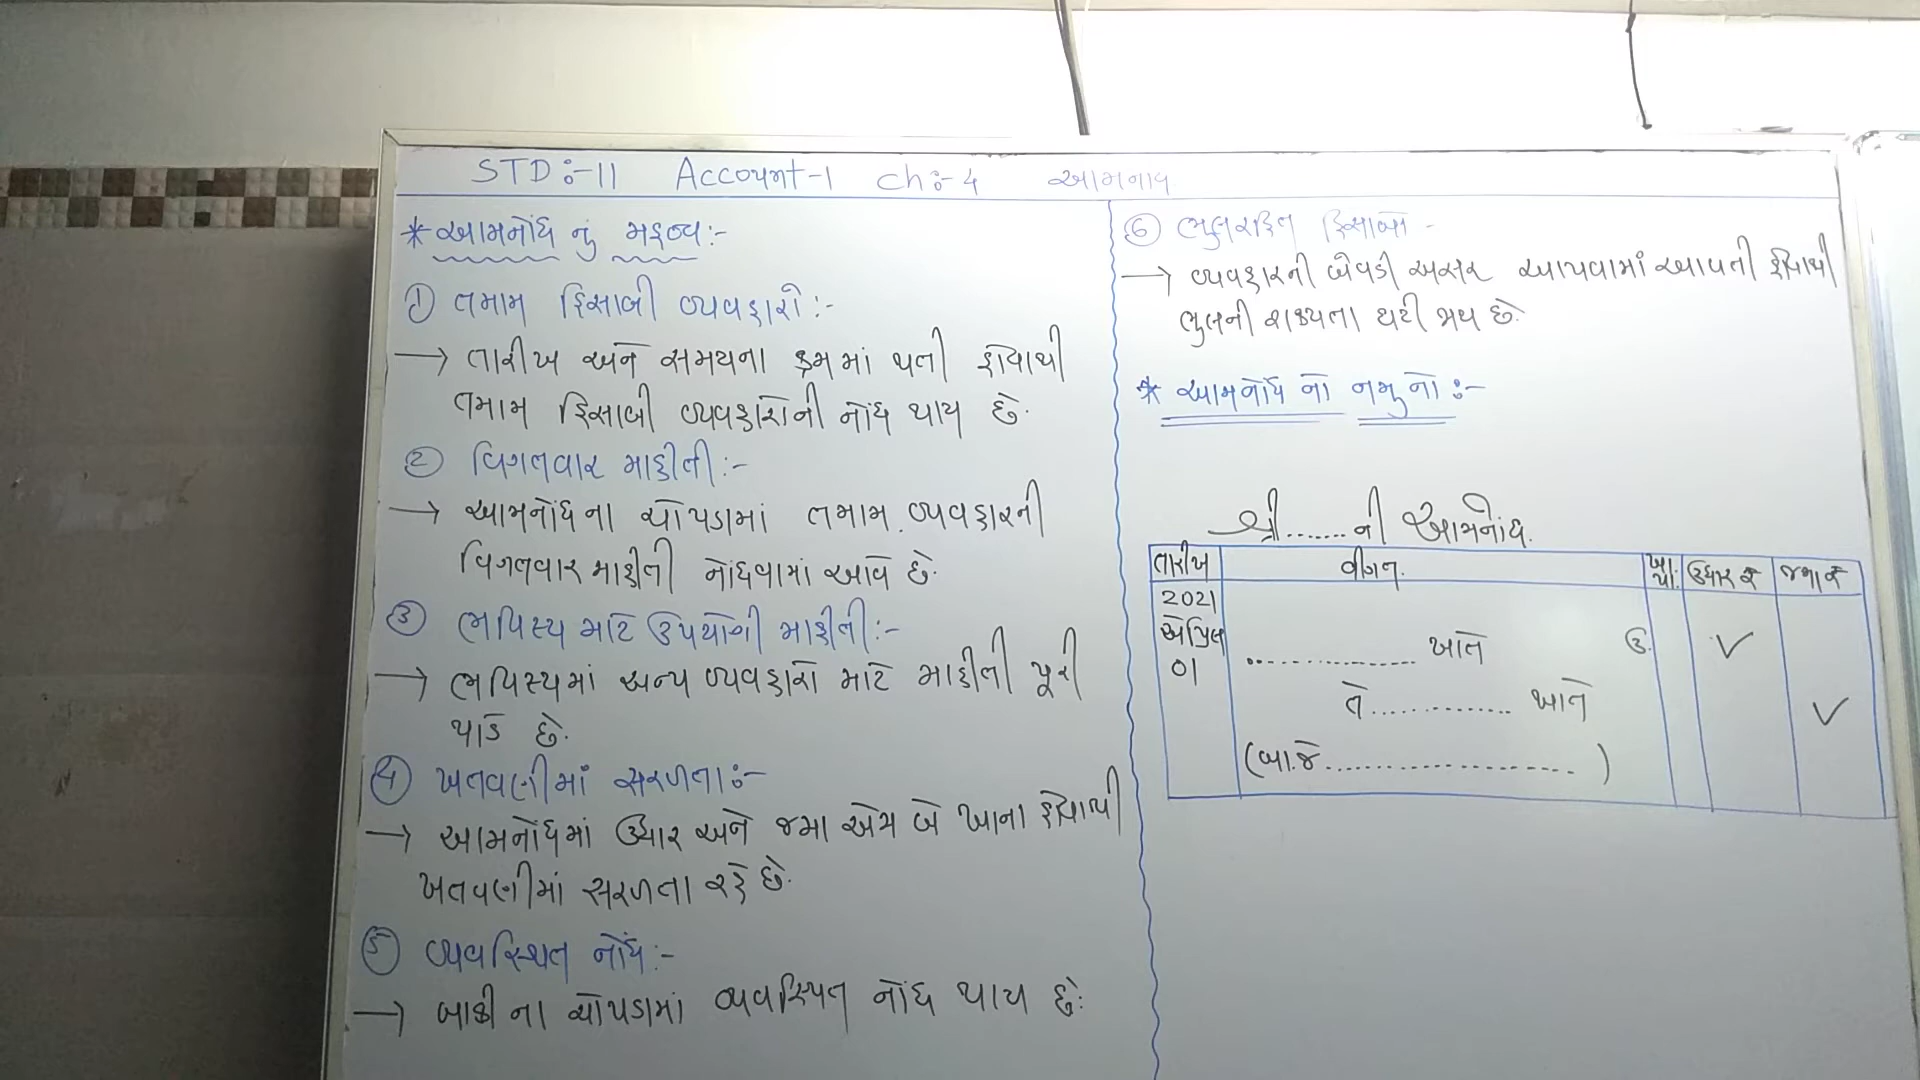 STD :- 11 Account-1 Ch :- 4 આમનોંધ
* આમનોંધ નું મહત્વ :-
① તમામ હિસાબી વ્યવહારો :-
→ તારીખ અને સમયના ક્રમમાં થતી હોવાથી
તમામ હિસાબી વ્યવહારોની નોંધ થાય છે.
② વિગતવાર માહીતી :-
→ આમનોંધના ચોપડામાં તમામ વ્યવહારની
વિગતવાર માહીતી નોંધવામાં આવે છે.
③ ભવિસ્ય માટે ઉપયોગી માહીતી :-
→ ભવિસ્યમાં અન્ય વ્યવહારો માટે માહીતી પૂરી
પાડે છે.
④ ખતવણીમાં સરળતા :-
→ આમનોંધમાં ઉધાર અને જમા એમ બે ખાના હોવાથી
ખતવણીમાં સરળતા રહે છે.
⑤ વ્યવસ્થિત નોંધ :-
→ બાકીના ચોપડામાં વ્યવસ્થિત નોંધ થાય છે.
⑥ ભુલરહિત હિસાબો -
→ વ્યવહારની બેવડી અસર આપવામાં આવતી હોવાથી
ભુલની શક્યતા ઘટી જાય છે.
* આમનોંધ નો નમુનો :-
શ્રી.......ની આમનોંધ.
તારીખ વીગત. ખા. પા. ઉધાર રૂ જમા રૂ
2021
એપ્રિલ
01 ................ ખાતે ઉ. ✓
તે .............. ખાતે ✓
(બા.જે ...................... )